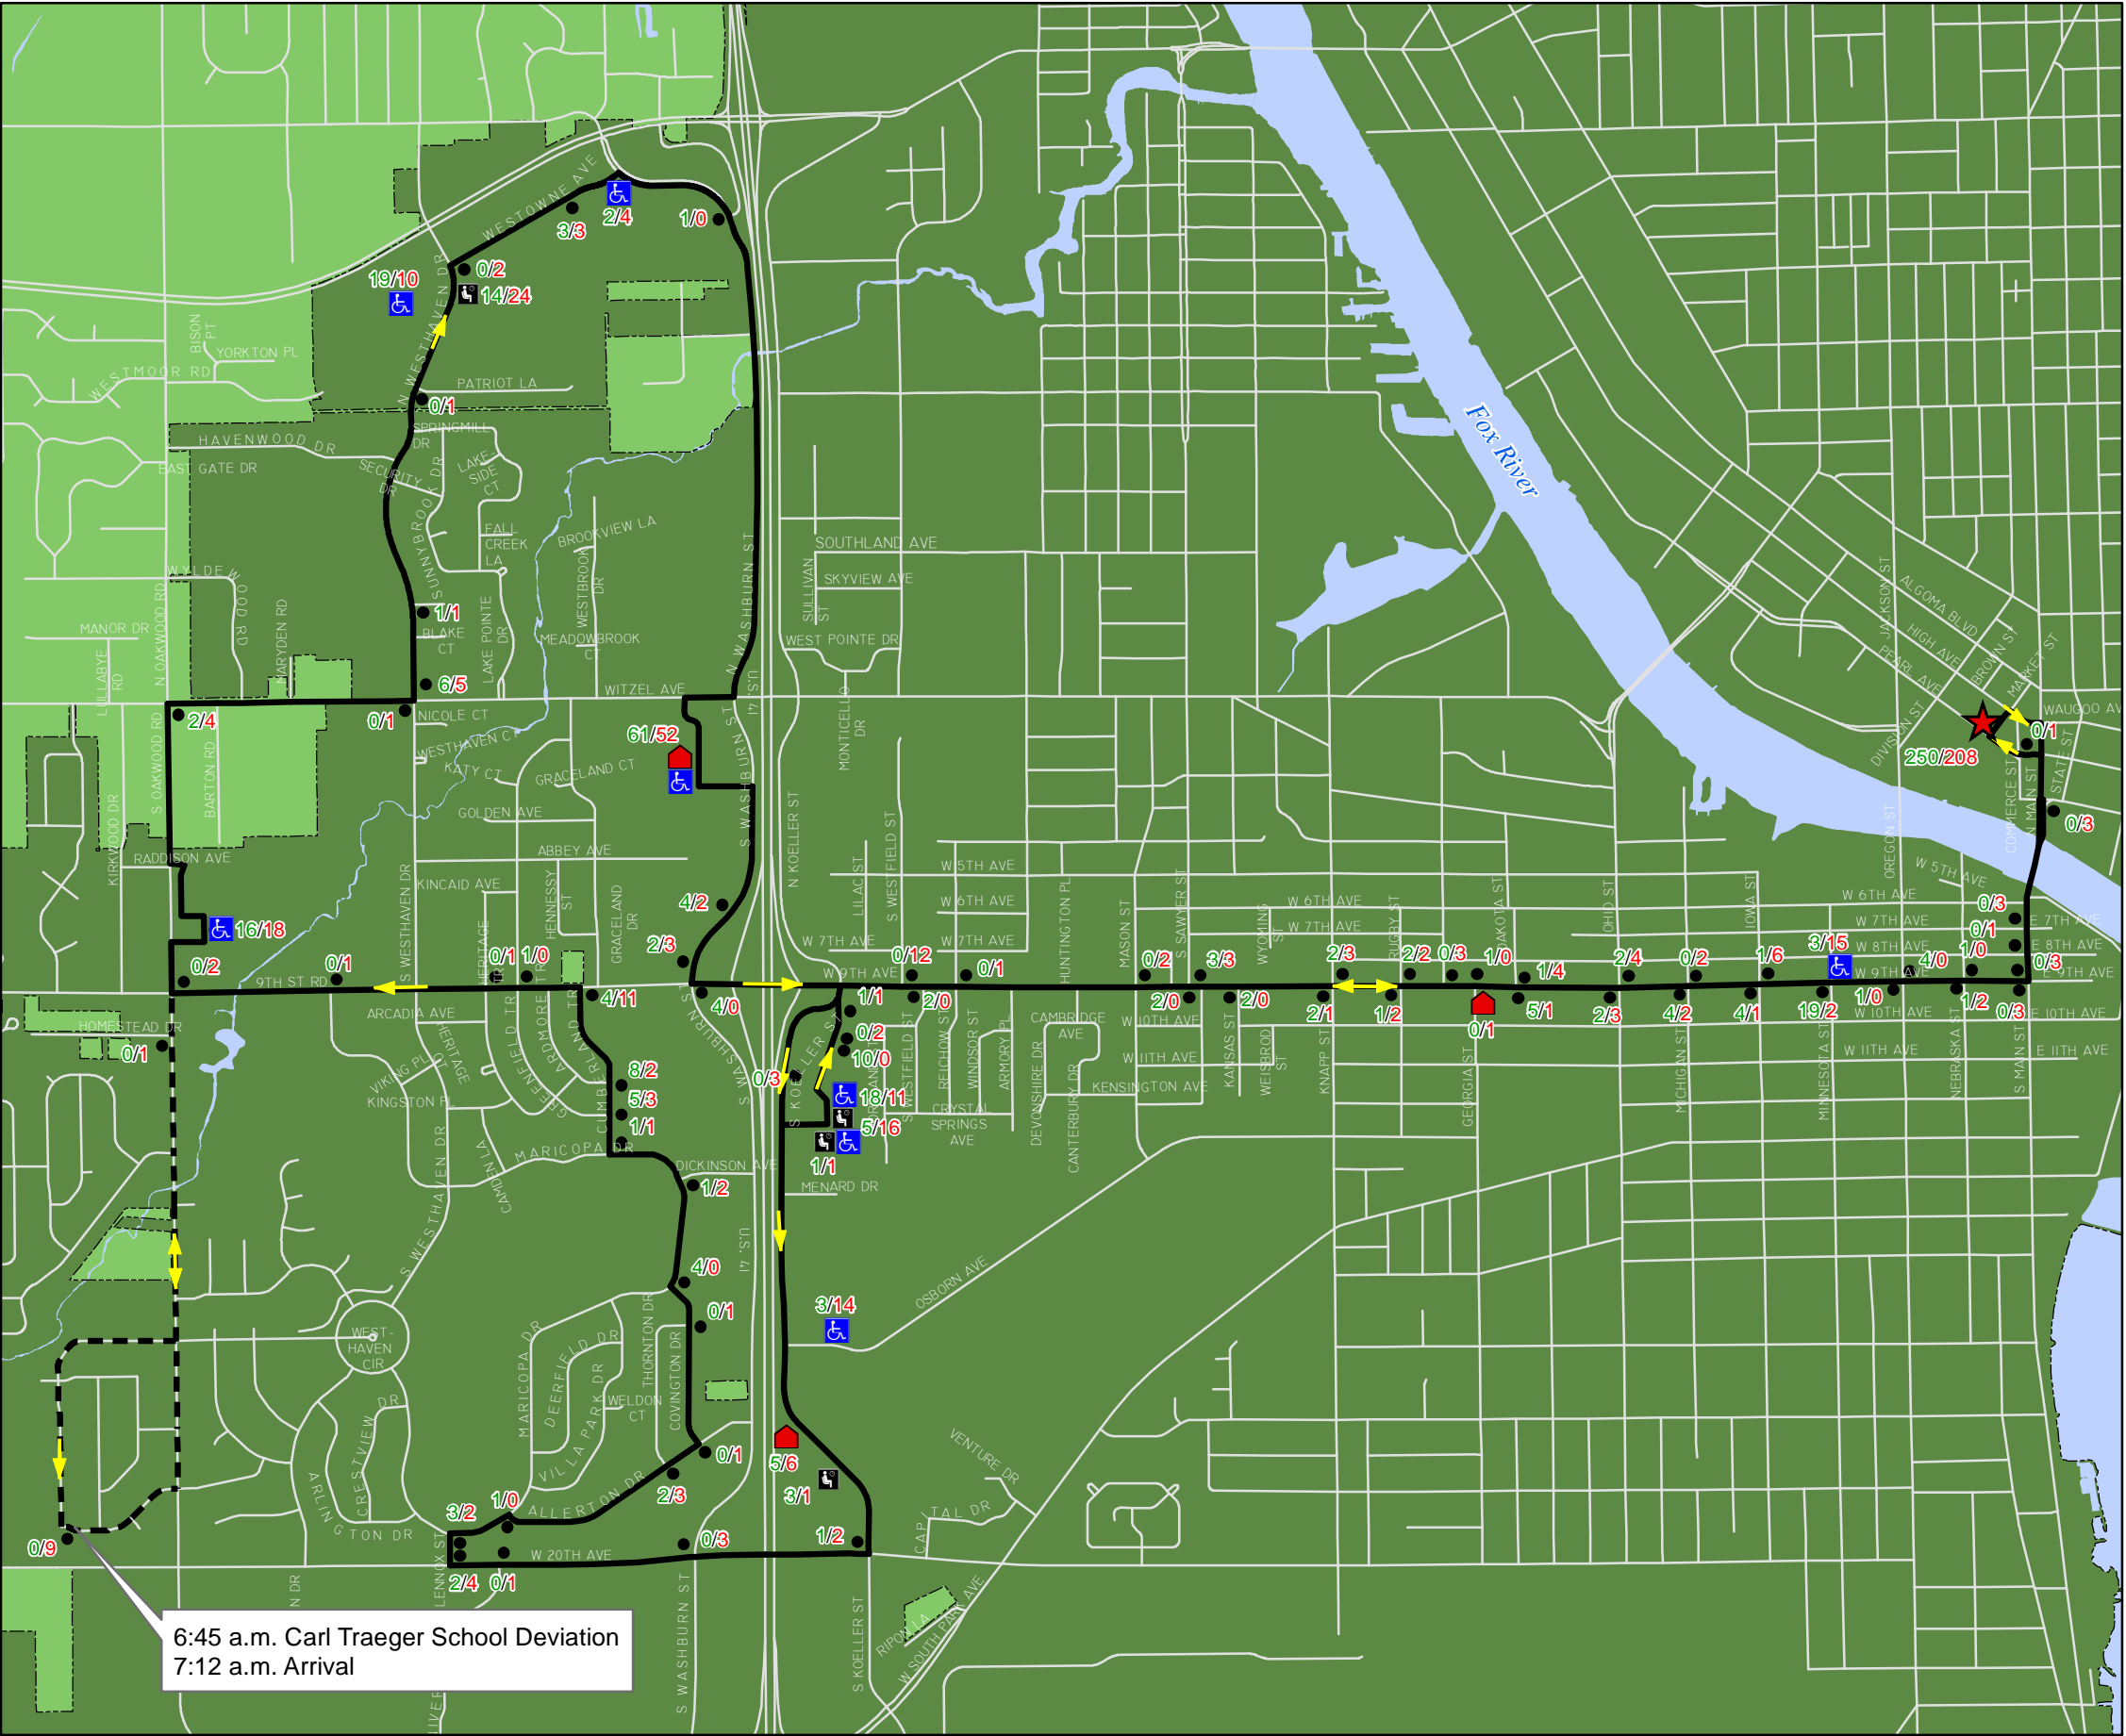 WESTOWNE AVE
2/4
3/3
1/0
0/2
14/24
19/10
N WESTHAVEN DR
BISON
PT
YORKTON PL
WESTMOOR RD
PATRIOT LA
0/1
SPRINGMILL
DR
HAVENWOOD DR
EAST GATE DR
SECURITY
DR
LAKE-
SIDE
CT
SUNNYBROOK DR
FALL
CREEK
LA
BROOKVIEW LA
WESTBROOK
DR
Fox River
SOUTHLAND AVE
SKYVIEW AVE
SULLIVAN
ST
WEST POINTE DR
N WASHBURN ST
U.S. 41
WYLDEWOOD RD
MANOR DR
LULLABYE
RD
N OAKWOOD RD
MARYDEN RD
1/1
BLAKE
CT
LAKE POINTE
DR
MEADOWBROOK
CT
6/5
WITZEL AVE
2/4
0/1
NICOLE CT
WESTHAVEN CT
KATY CT
GRACELAND CT
GOLDEN AVE
61/52
MONTICELLO
DR
S OAKWOOD RD
BARTON RD
KIRKWOOD DR
RADDISON AVE
ABBEY AVE
KINCAID AVE
S WESTHAVEN DR
HERITAGE
TR
HENNESSY
ST
GRACELAND
DR
S WASHBURN ST
N KOELLER ST
LILAC ST
S WESTFIELD ST
W 5TH AVE
W 6TH AVE
W 7TH AVE
W 7TH AVE
W 9TH AVE
HUNTINGTON PL
MASON ST
S SAWYER ST
WYOMING
ST
W 6TH AVE
W 7TH AVE
RUGBY ST
DAKOTA ST
OHIO ST
IOWA ST
JACKSON ST
ALGOMA BLVD
HIGH AVE
PEARL AVE
BROWN ST
MARKET ST
WAUGOO AV
DIVISION ST
0/1
250/208
STATE ST
COMMERCE ST
N MAIN ST
0/3
OREGON ST
W 5TH AVE
W 6TH AVE
W 7TH AVE
W 8TH AVE
W 9TH AVE
W 10TH AVE
W 11TH AVE
E 7TH AVE
E 8TH AVE
E 9TH AVE
E 10TH AVE
E 11TH AVE
0/3
0/1
1/0
0/3
4/0
3/15
1/6
0/2
2/4
1/4
1/0
0/3
2/2
2/3
3/3
0/2
0/1
0/12
4/2
2/3
1/0
0/1
0/1
0/2
16/18
9TH ST RD
4/11
4/0
1/1
2/0
2/0
2/0
2/1
1/2
0/1
5/1
2/3
4/2
4/1
19/2
1/0
1/2
0/3
HOMESTEAD DR
0/1
ARCADIA AVE
VIKING PL
HERITAGE
CT
KINGSTON PL
GREENFELD TR
ARDMORE TR
CUMBERLAND TR
8/2
5/3
1/1
MARICOPA DR
CAMDEN LA
S WESTHAVEN DR
DICKINSON AVE
1/2
S WASHBURN ST
0/2
10/0
0/3
S KOELLER ST
18/11
5/16
1/1
MENARD DR
S WESTFIELD ST
REICHOW ST
WINDSOR ST
ARMORY PL
CRYSTAL
SPRINGS
AVE
CAMBRIDGE
AVE
DEVONSHIRE DR
CANTERBURY DR
KENSINGTON AVE
W 10TH AVE
W 11TH AVE
KANSAS ST
WEISBROD
ST
KNAPP ST
GEORGIA ST
MICHIGAN ST
MINNESOTA ST
NEBRASKA ST
S MAIN ST
U.S. 41
4/0
0/1
3/14
OSBORN AVE
WEST-
HAVEN
CIR
MARICOPA DR
DEERFIELD DR
VILLA PARK DR
THORNTON DR
WELDON
CT
COVINGTON DR
CRESTVIEW DR
ARLINGTON DR
0/1
2/3
5/6
3/1
1/2
VENTURE DR
CAPITAL DR
ALLERTON DR
1/0
3/2
0/3
W 20TH AVE
2/4
0/1
0/9
LENNOX ST
N DR
S WASHBURN ST
S KOELLER ST
RIPON LA
W SOUTH PARK AVE
6:45 a.m. Carl Traeger School Deviation
7:12 a.m. Arrival